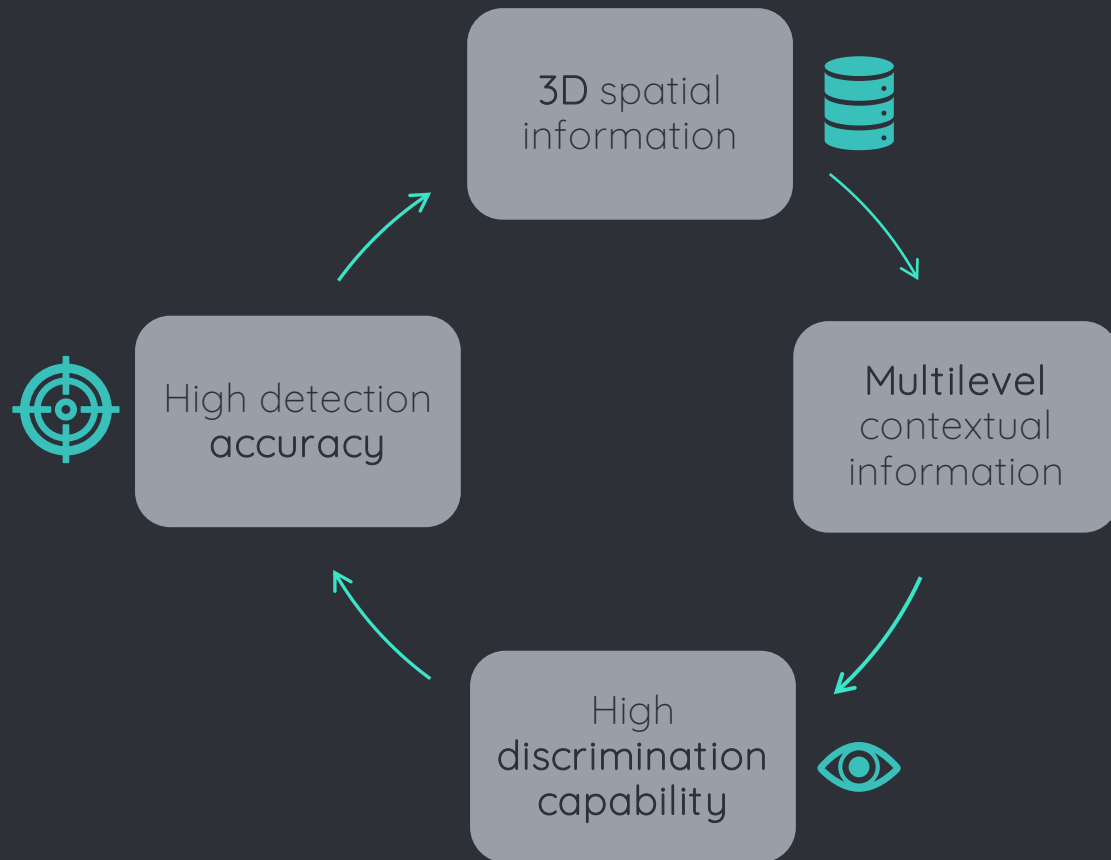 3D spatial
information
Multilevel
contextual
information
High detection
accuracy
High
discrimination
capability